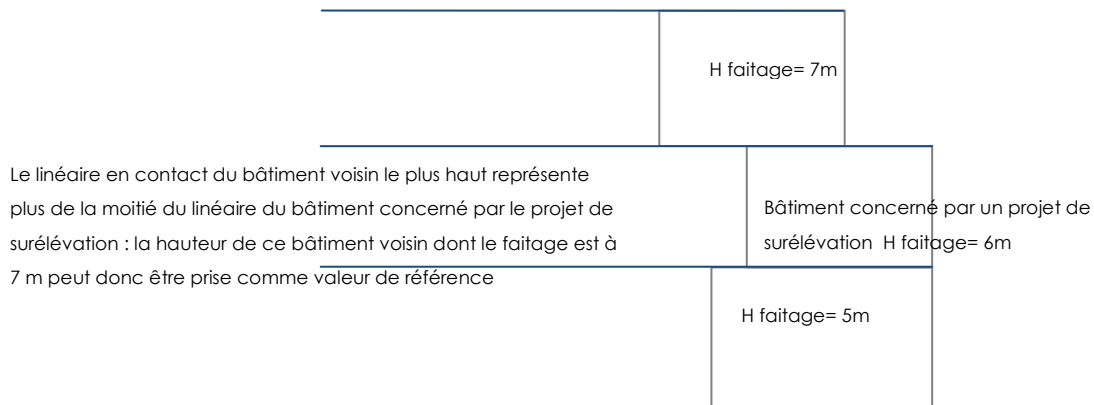 H faitage= 7m
Le linéaire en contact du bâtiment voisin le plus haut représente
plus de la moitié du linéaire du bâtiment concerné par le projet de
surélévation : la hauteur de ce bâtiment voisin dont le faitage est à
7 m peut donc être prise comme valeur de référence
Bâtiment concerné par un projet de
surélévation H faitage= 6m
H faitage= 5m